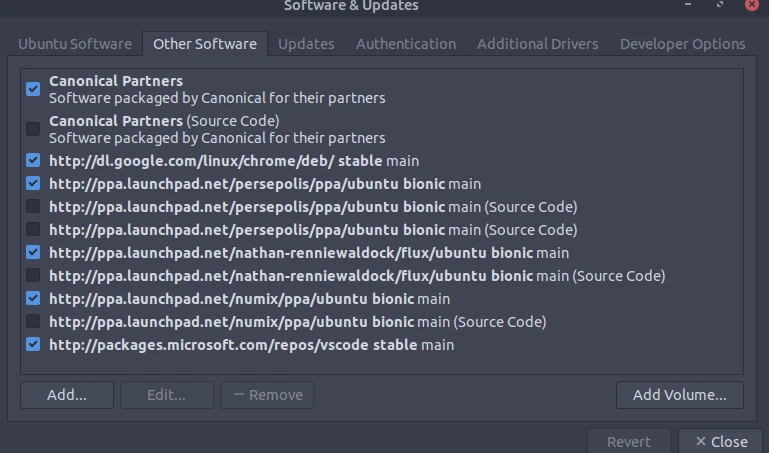 Software & Updates
Ubuntu Software Other Software Updates Authentication Additional Drivers Developer Options
Canonical Partners
Software packaged by Canonical for their partners
Canonical Partners (Source Code)
Software packaged by Canonical for their partners
http://dl.google.com/linux/chrome/deb/ stable main
http://ppa.launchpad.net/persepolis/ppa/ubuntu bionic main
http://ppa.launchpad.net/persepolis/ppa/ubuntu bionic main (Source Code)
http://ppa.launchpad.net/persepolis/ppa/ubuntu bionic main (Source Code)
http://ppa.launchpad.net/nathan-renniewaldock/flux/ubuntu bionic main
http://ppa.launchpad.net/nathan-renniewaldock/flux/ubuntu bionic main (Source Code)
http://ppa.launchpad.net/numix/ppa/ubuntu bionic main
http://ppa.launchpad.net/numix/ppa/ubuntu bionic main (Source Code)
http://packages.microsoft.com/repos/vscode stable main
Add... Edit... Remove Add Volume...
Revert Close